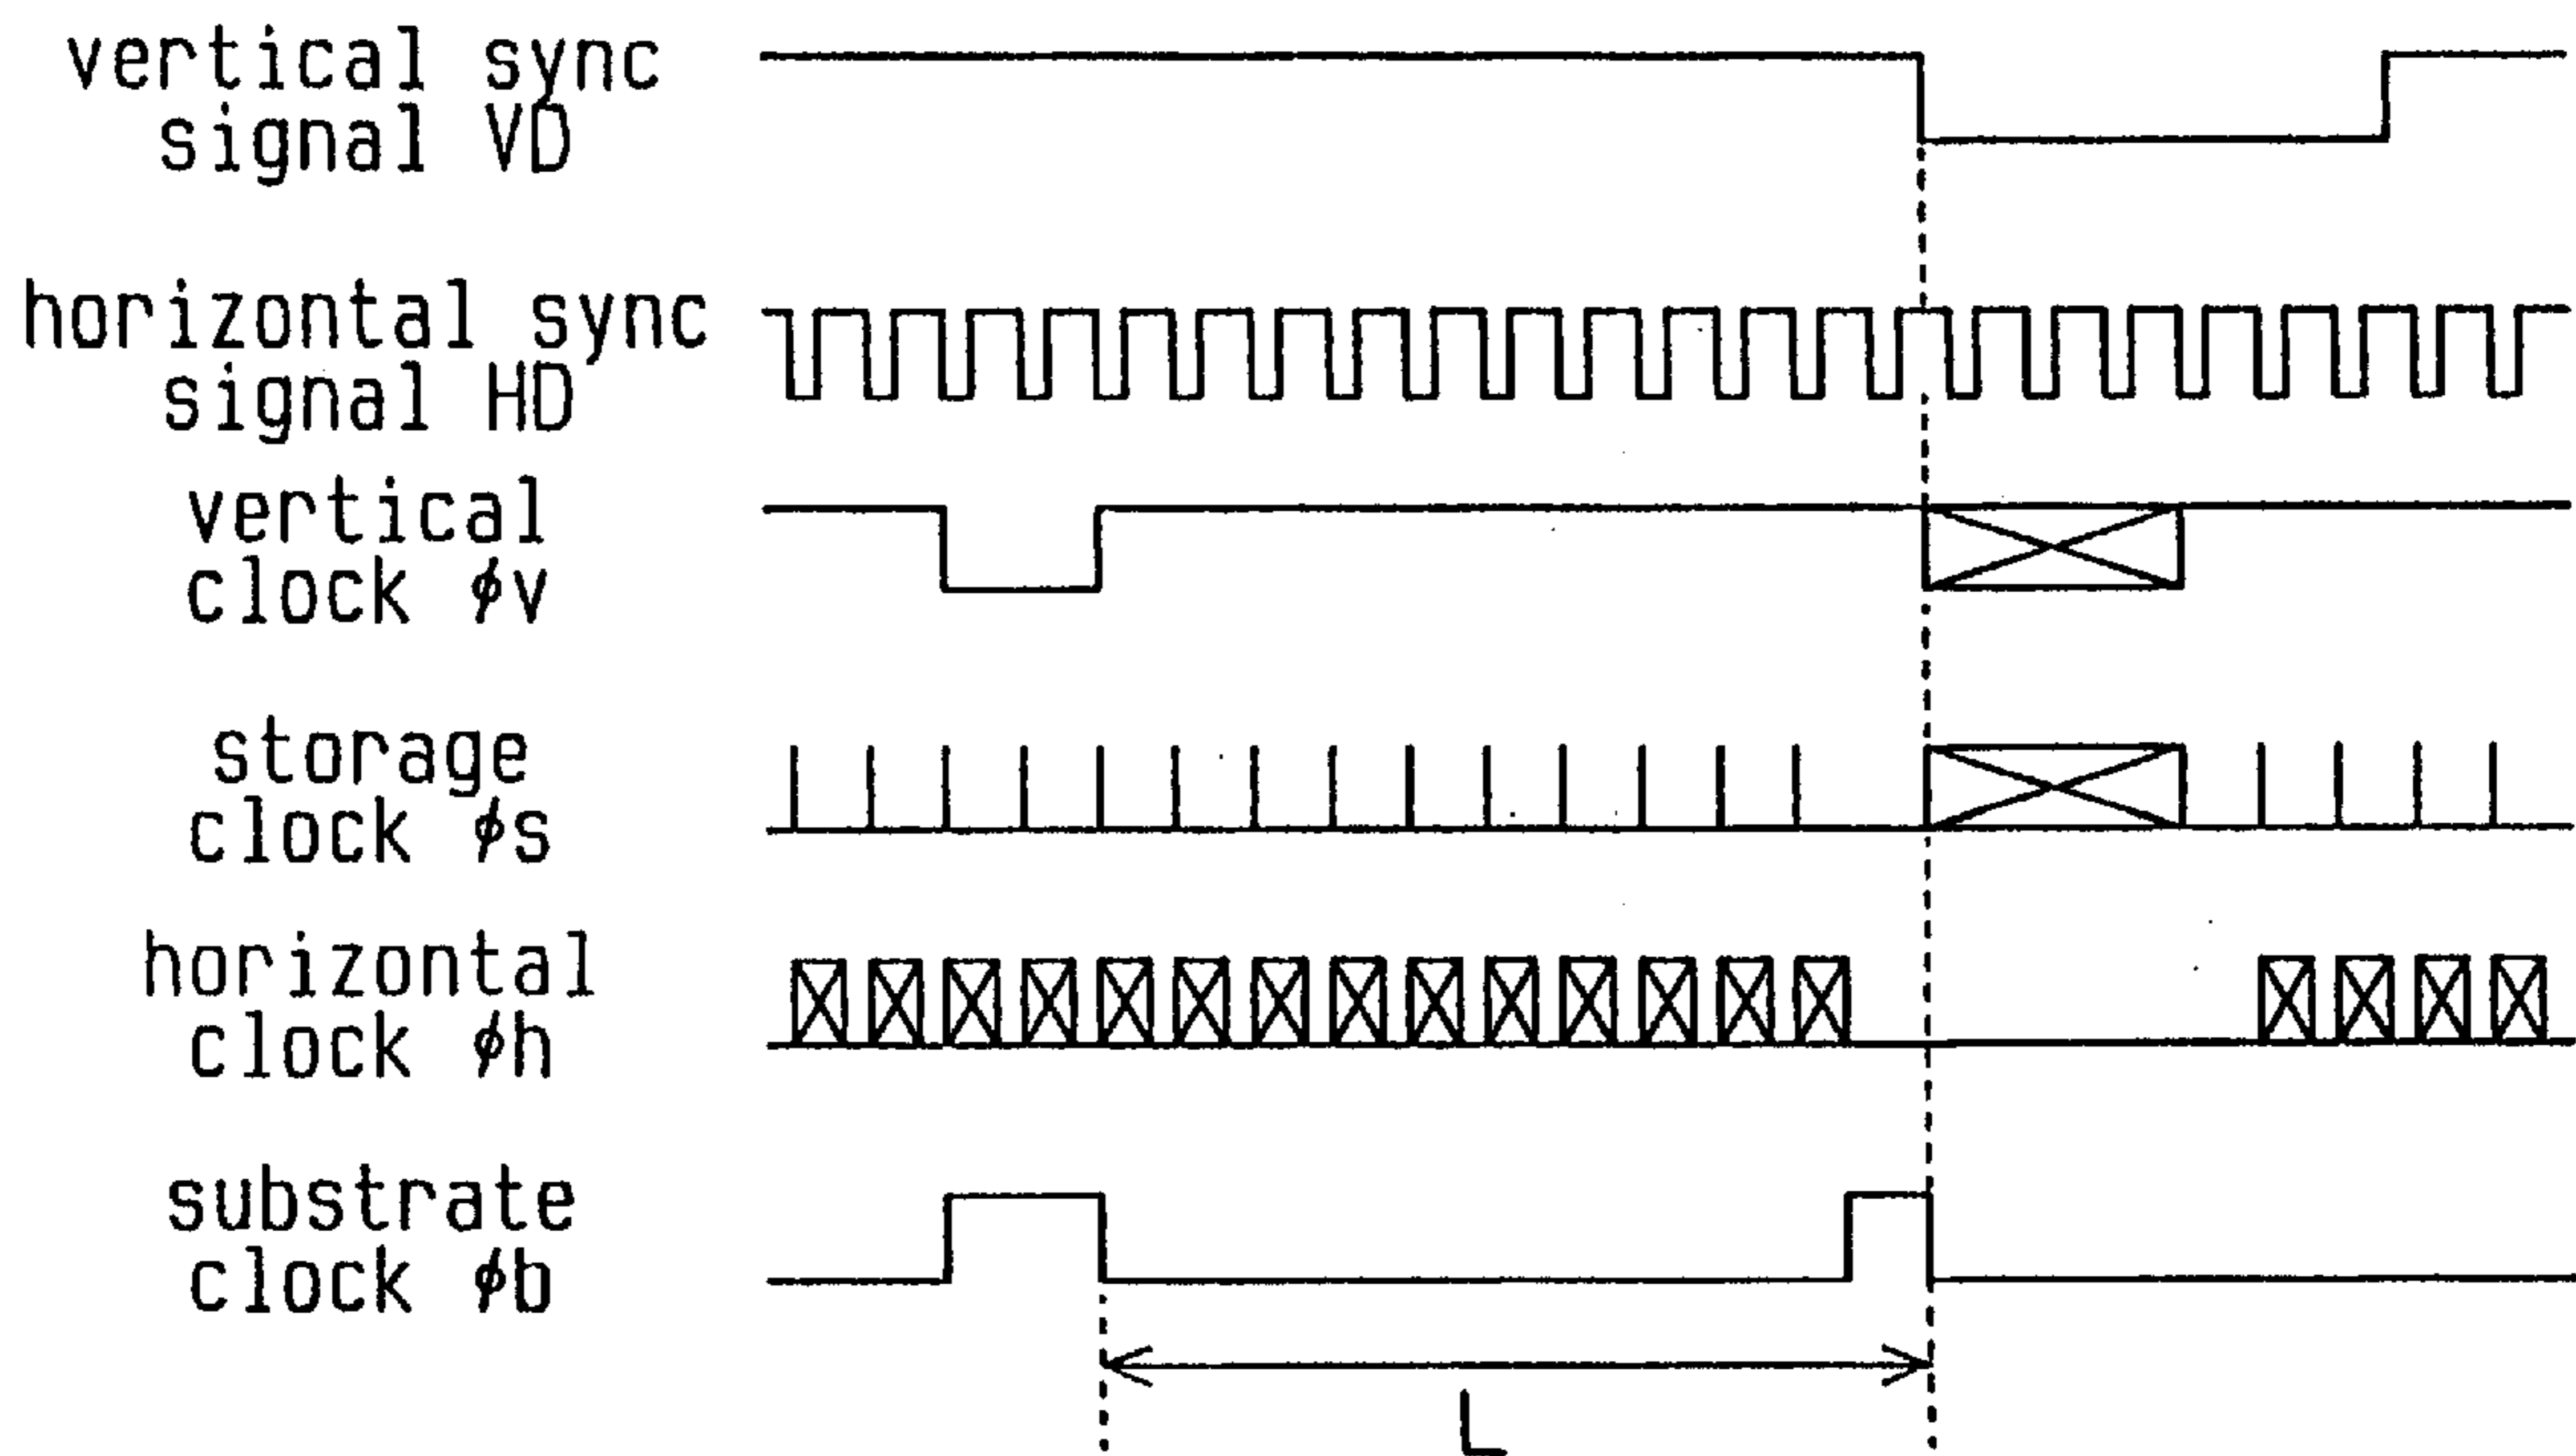 vertical sync
signal VD
horizontal sync
signal HD
vertical
clock φv
storage
clock φs
horizontal
clock φh
substrate
clock φb
L